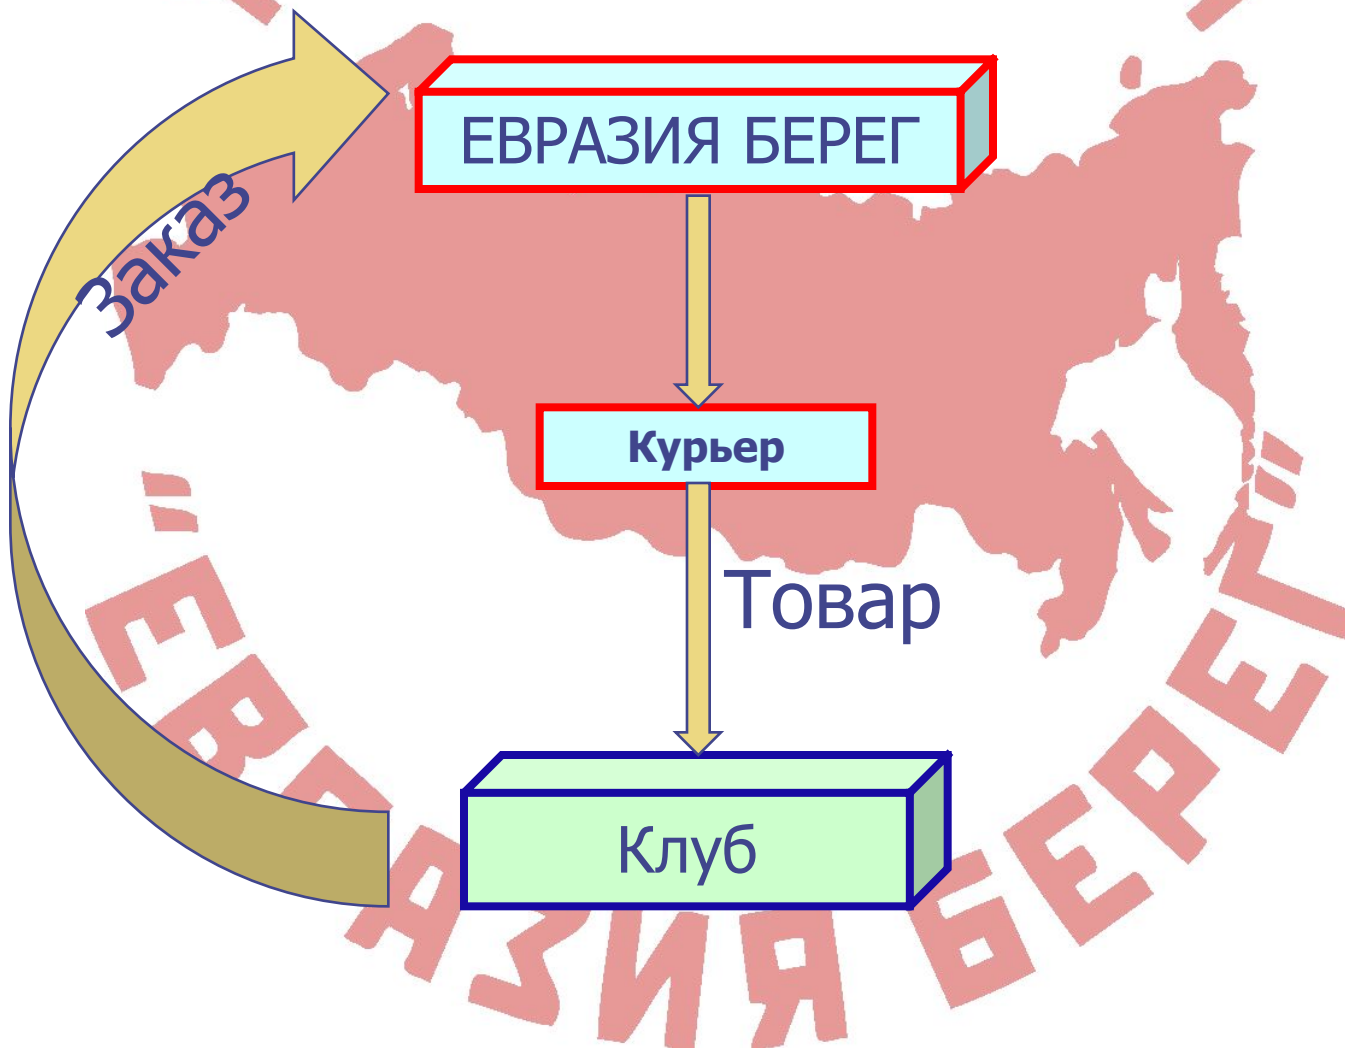 ЕВРАЗИЯ БЕРЕГ
Заказ
Курьер
Товар
Клуб
"ЕВРАЗИЯ БЕРЕГ"